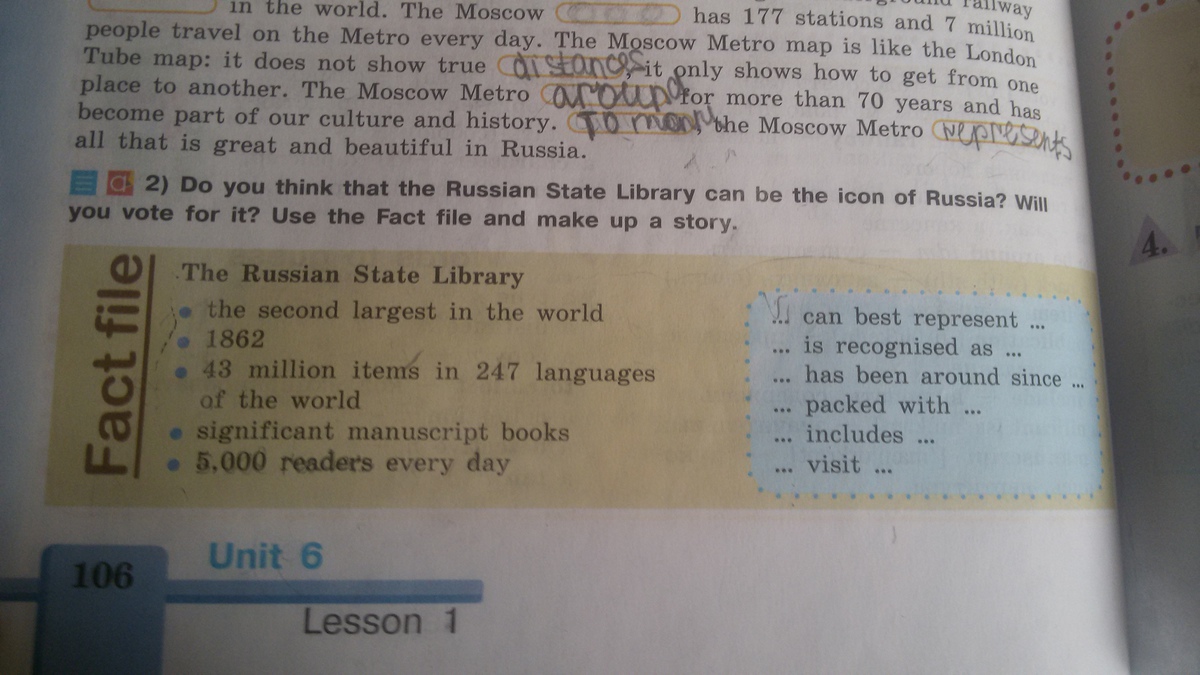 in the world. The Moscow has 177 stations and 7 million
people travel on the Metro every day. The Moscow Metro map is like the London
Tube map: it does not show true distances, it only shows how to get from one
place to another. The Moscow Metro around for more than 70 years and has
become part of our culture and history. To many, the Moscow Metro represents
all that is great and beautiful in Russia.
2) Do you think that the Russian State Library can be the icon of Russia? Will
you vote for it? Use the Fact file and make up a story.
Fact file
The Russian State Library
• the second largest in the world
• 1862
• 43 million items in 247 languages
of the world
• significant manuscript books
• 5,000 readers every day
... can best represent ...
... is recognised as ...
... has been around since ...
... packed with ...
... includes ...
... visit ...
4.
106
Unit 6
Lesson 1